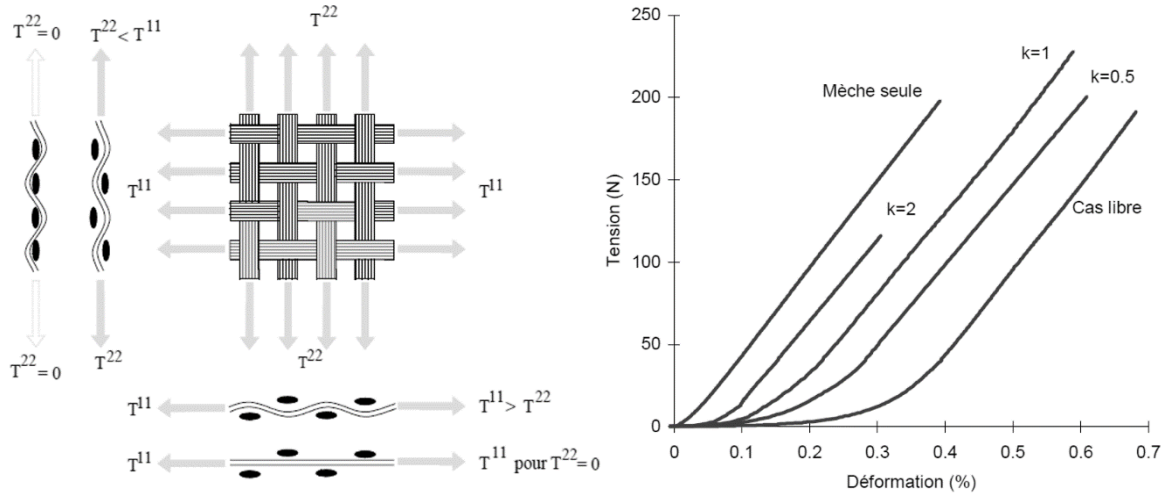 T²²= 0
T²² < T¹¹
T²²
T¹¹
T¹¹
T²²= 0
T²²
T²²
T¹¹
T¹¹ > T²²
T¹¹
T¹¹ pour T²²= 0
Tension (N)
250
200
150
100
50
0
Mèche seule
k=1
k=0.5
k=2
Cas libre
0
0.1
0.2
0.3
0.4
0.5
0.6
0.7
Déformation (%)